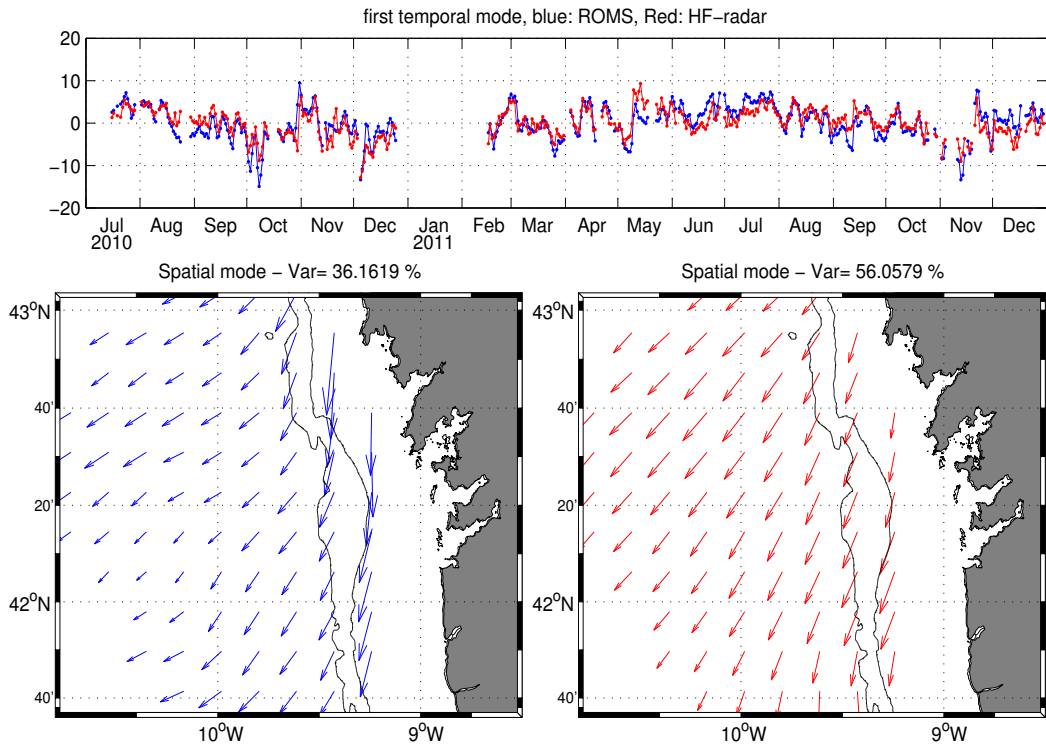 first temporal mode, blue: ROMS, Red: HF−radar
20
10
0
−10
−20
Jul Aug Sep Oct Nov Dec Jan Feb Mar Apr May Jun Jul Aug Sep Oct Nov Dec
2010 2011
Spatial mode − Var= 36.1619 %
43°N
40'
20'
42°N
40'
10°W 9°W
Spatial mode − Var= 56.0579 %
43°N
40'
20'
42°N
40'
10°W 9°W